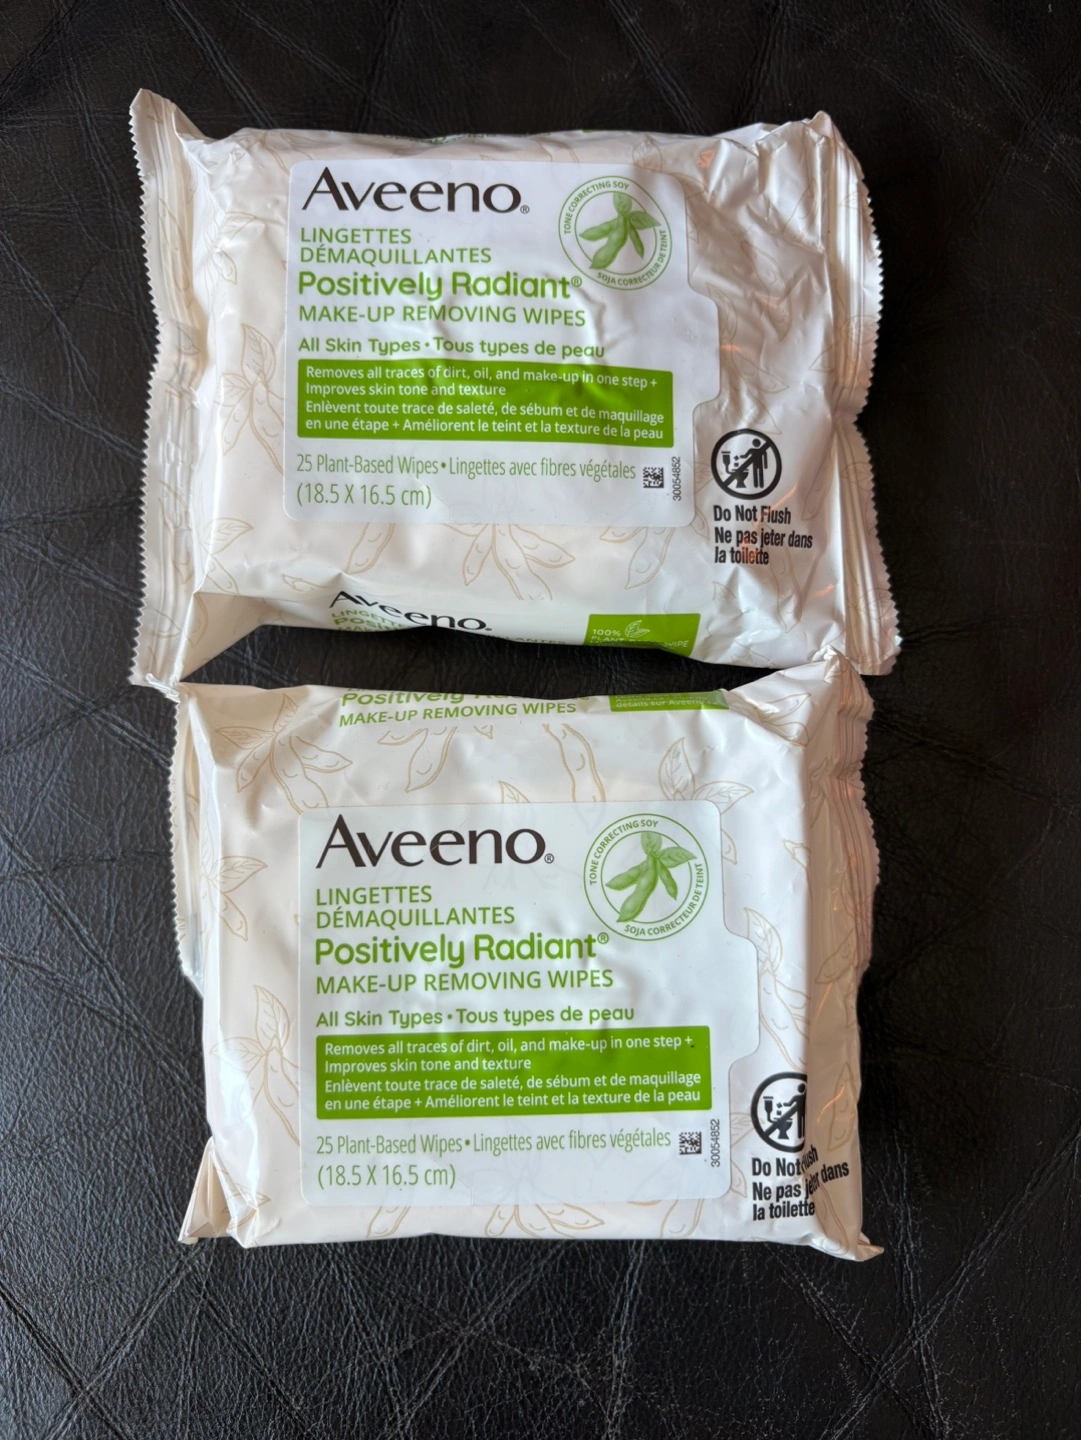 Aveeno®
TONE CORRECTING SOY
SOJA CORRECTEUR DE TEINT
LINGETTES
DÉMAQUILLANTES
Positively Radiant®
MAKE-UP REMOVING WIPES
All Skin Types • Tous types de peau
Removes all traces of dirt, oil, and make-up in one step +
Improves skin tone and texture
Enlèvent toute trace de saleté, de sébum et de maquillage
en une étape + Améliorent le teint et la texture de la peau
25 Plant-Based Wipes • Lingettes avec fibres végétales
(18.5 X 16.5 cm)
30054852
Do Not Flush
Ne pas jeter dans
la toilette
Aveeno®
100%
Positively
MAKE-UP REMOVING WIPES
détails sur
Aveeno®
TONE CORRECTING SOY
SOJA CORRECTEUR DE TEINT
LINGETTES
DÉMAQUILLANTES
Positively Radiant®
MAKE-UP REMOVING WIPES
All Skin Types • Tous types de peau
Removes all traces of dirt, oil, and make-up in one step +
Improves skin tone and texture
Enlèvent toute trace de saleté, de sébum et de maquillage
en une étape + Améliorent le teint et la texture de la peau
25 Plant-Based Wipes • Lingettes avec fibres végétales
(18.5 X 16.5 cm)
30054852
Do Not Flush
Ne pas jeter dans
la toilette